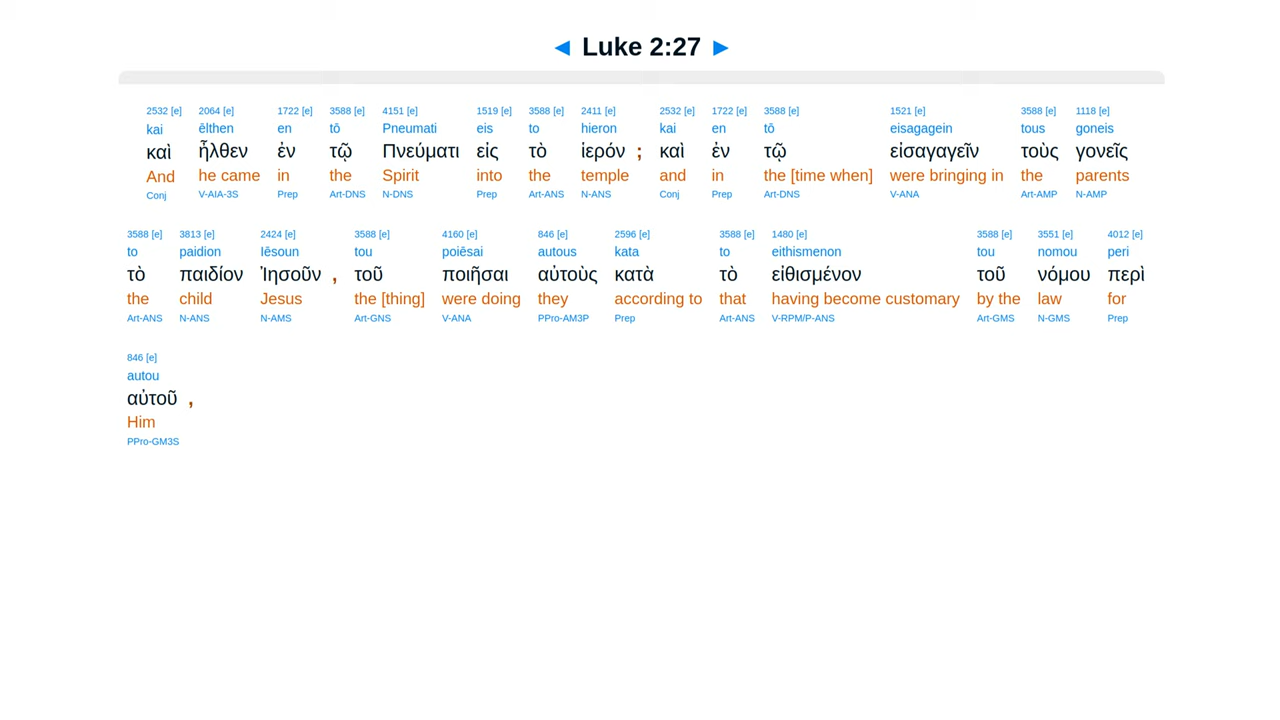 ◄ Luke 2:27 ►
2532 [e] 2064 [e] 1722 [e] 3588 [e] 4151 [e] 1519 [e] 3588 [e] 2411 [e] 2532 [e] 1722 [e] 3588 [e] 1521 [e] 3588 [e] 1118 [e]
kai ēlthen en tō Pneumati eis to hieron kai en tō eisagagein tous goneis
καὶ ἦλθεν ἐν τῷ Πνεύματι εἰς τὸ ἱερόν ; καὶ ἐν τῷ εἰσαγαγεῖν τοὺς γονεῖς
And he came in the Spirit into the temple and in the [time when] were bringing in the parents
Conj V-AIA-3S Prep Art-DNS N-DNS Prep Art-ANS N-ANS Conj Prep Art-DNS V-ANA Art-AMP N-AMP
3588 [e] 3813 [e] 2424 [e] 3588 [e] 4160 [e] 846 [e] 2596 [e] 3588 [e] 1480 [e] 3588 [e] 3551 [e] 4012 [e]
to paidion Iēsoun tou poiēsai autous kata to eithismenon tou nomou peri
τὸ παιδίον Ἰησοῦν , τοῦ ποιῆσαι αὐτοὺς κατὰ τὸ εἰθισμένον τοῦ νόμου περὶ
the child Jesus the [thing] were doing they according to that having become customary by the law for
Art-ANS N-ANS N-AMS Art-GNS V-ANA PPro-AM3P Prep Art-ANS V-RPM/P-ANS Art-GMS N-GMS Prep
846 [e]
autou
αὐτοῦ ,
Him
PPro-GM3S